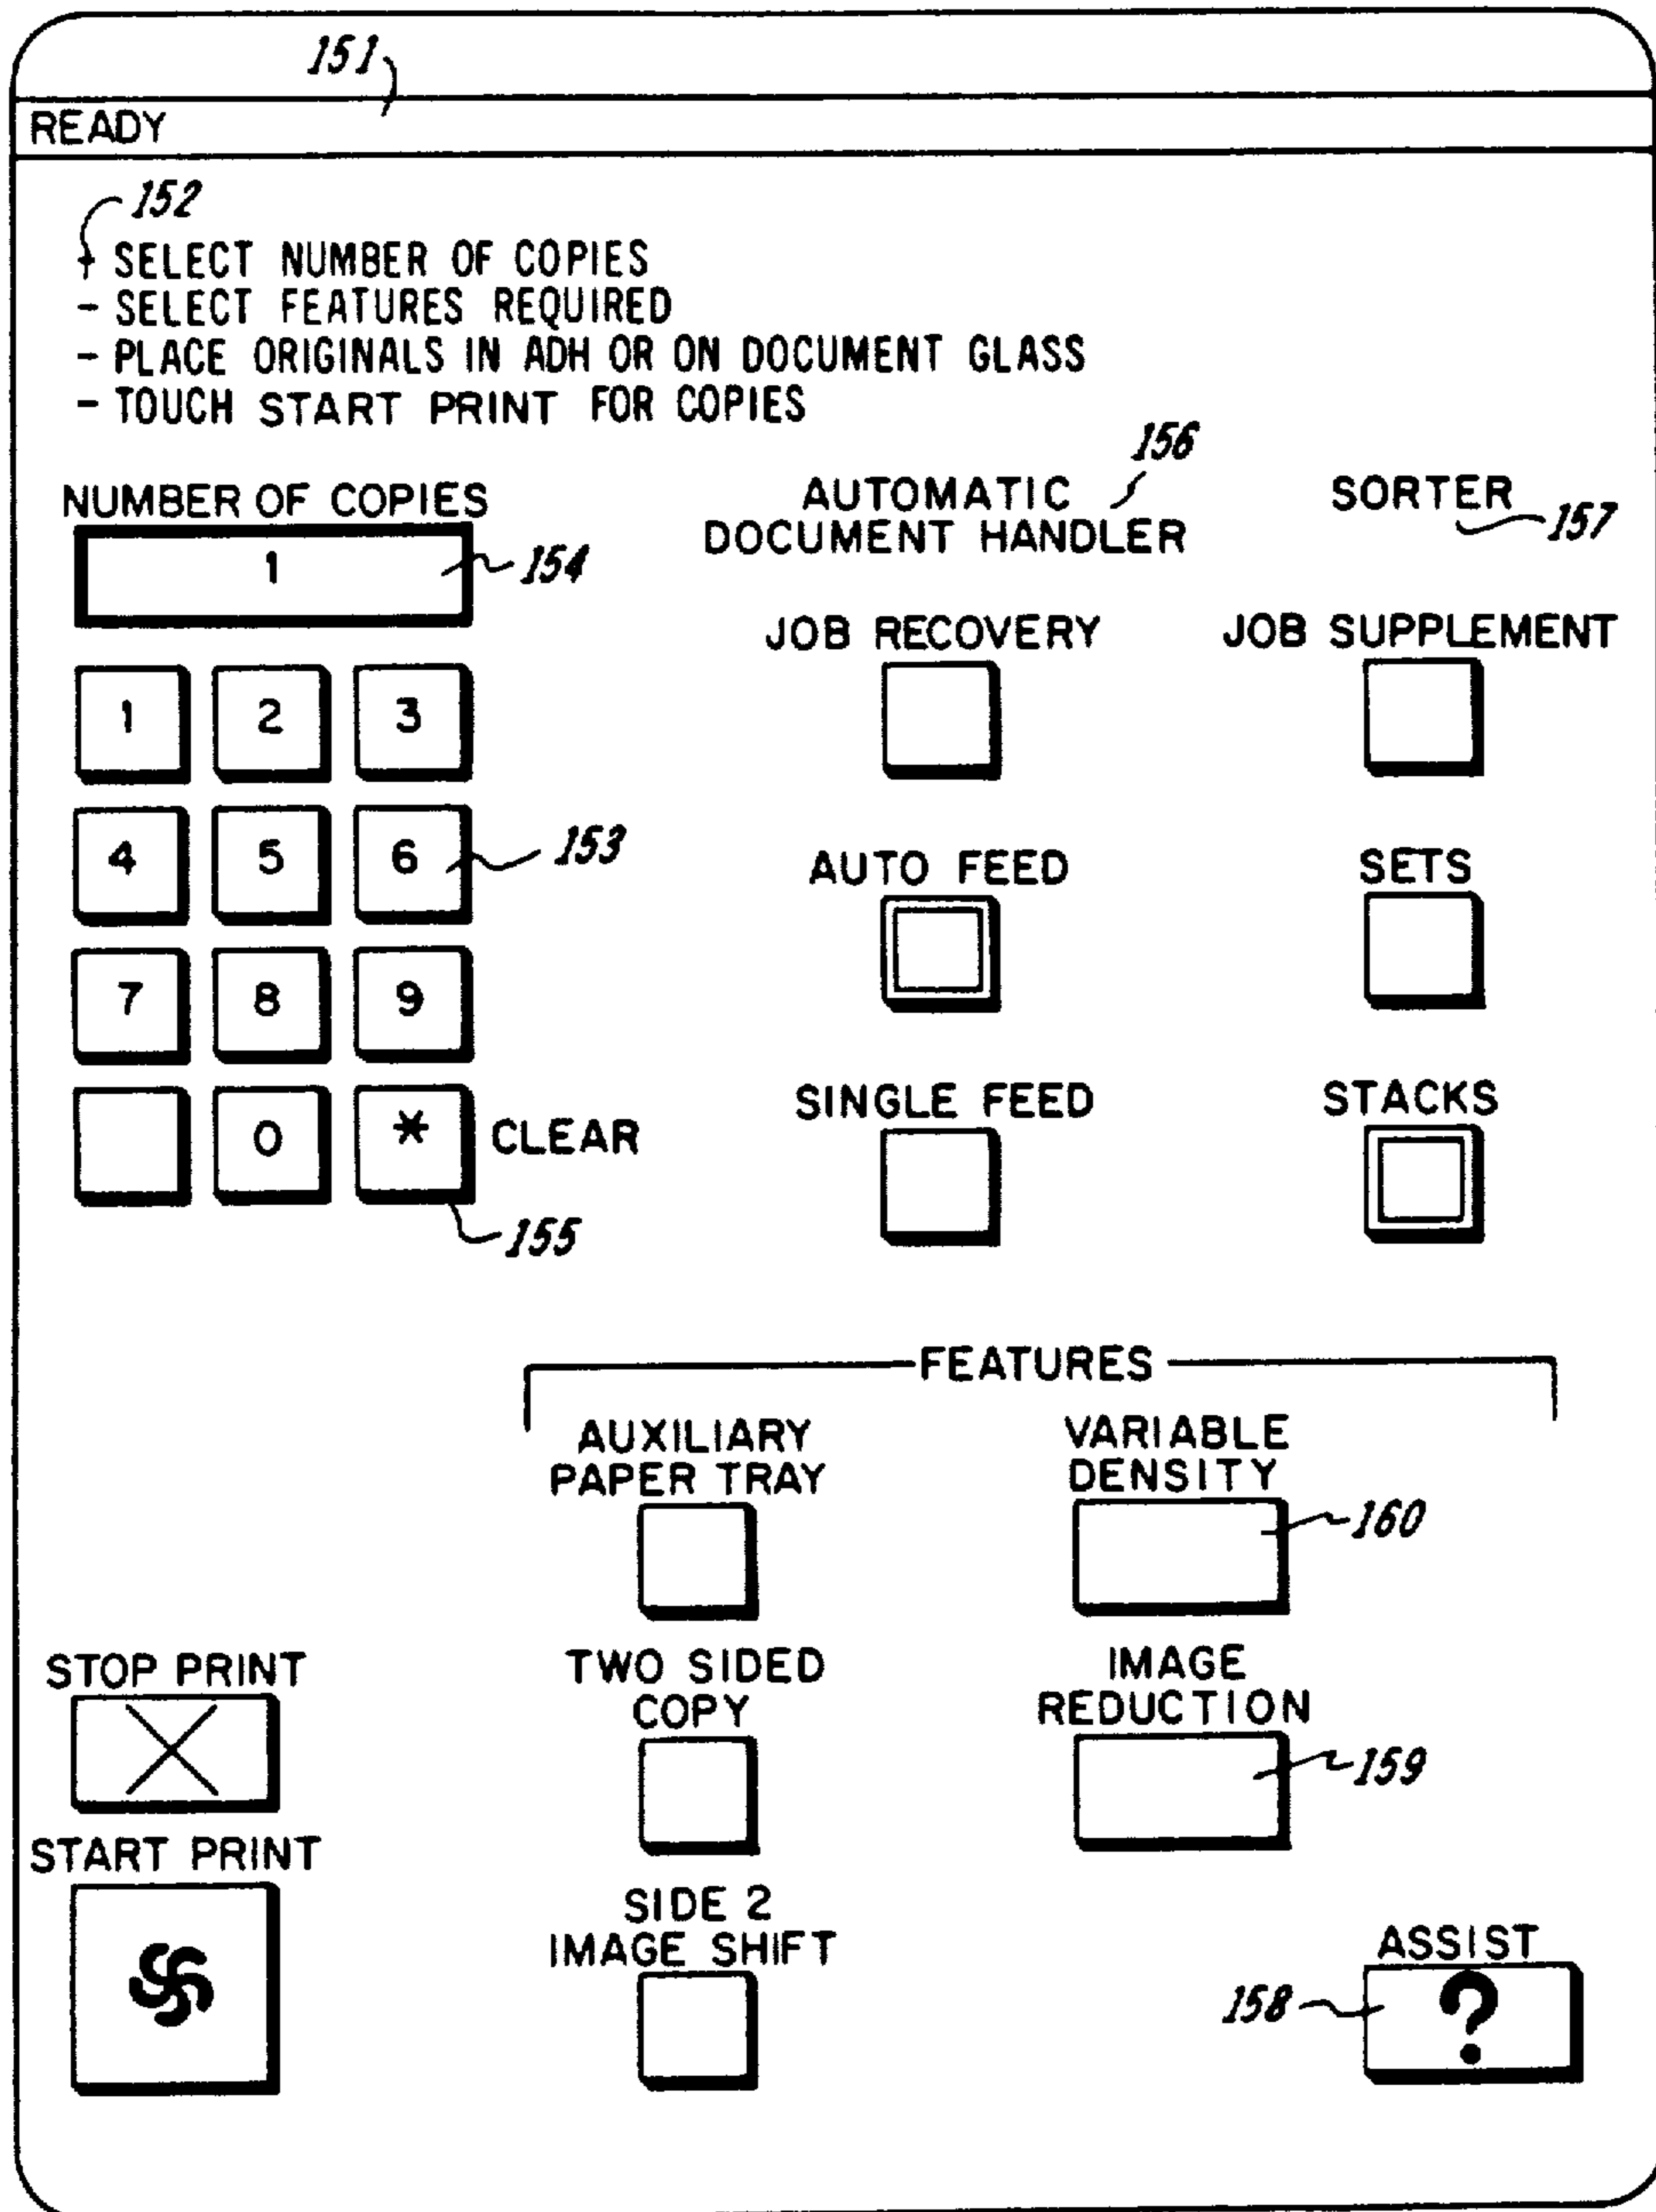 151
READY
152
- SELECT NUMBER OF COPIES
- SELECT FEATURES REQUIRED
- PLACE ORIGINALS IN ADH OR ON DOCUMENT GLASS
- TOUCH START PRINT FOR COPIES
NUMBER OF COPIES
1
154
1 2 3
4 5 6
153
7 8 9
0 * CLEAR
155
AUTOMATIC
DOCUMENT HANDLER
156
JOB RECOVERY
AUTO FEED
SINGLE FEED
SORTER
157
JOB SUPPLEMENT
SETS
STACKS
FEATURES
AUXILIARY
PAPER TRAY
VARIABLE
DENSITY
160
STOP PRINT
TWO SIDED
COPY
IMAGE
REDUCTION
159
START PRINT
SIDE 2
IMAGE SHIFT
ASSIST
158
?